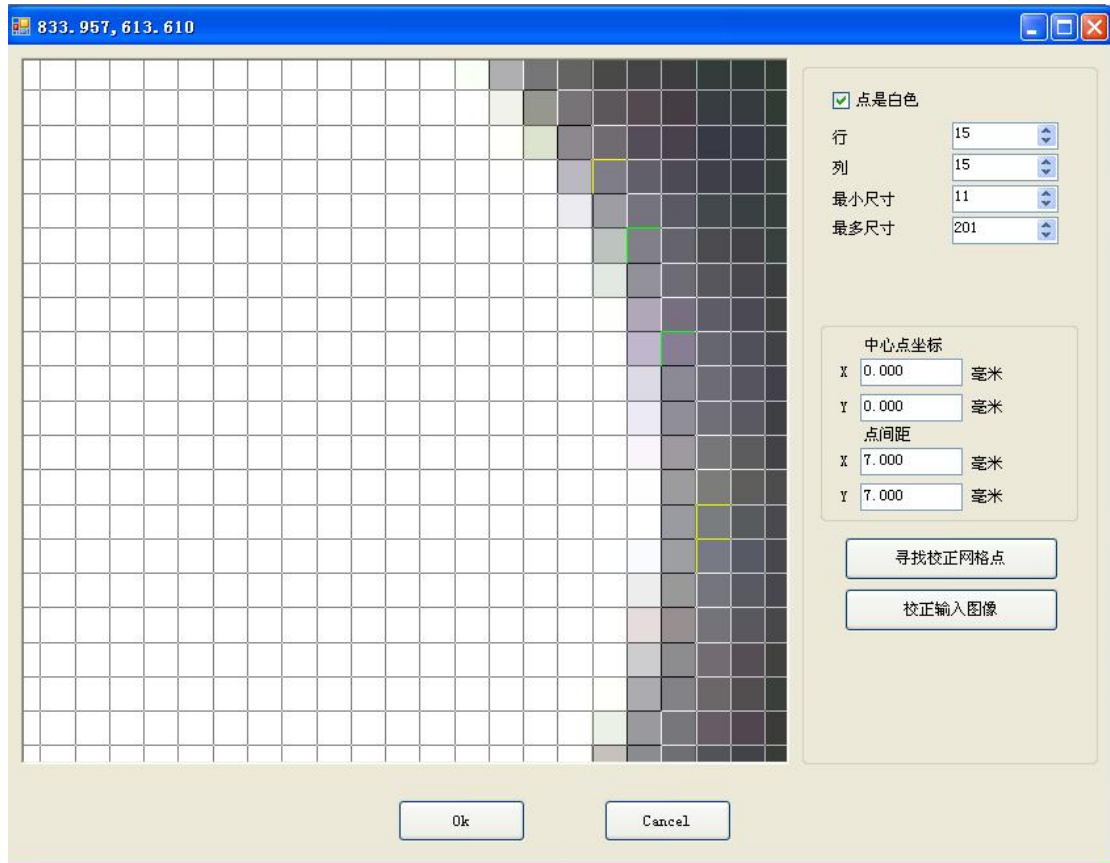 833.957,613.610
点是白色
行 15
列 15
最小尺寸 11
最多尺寸 201
中心点坐标
X 0.000 毫米
Y 0.000 毫米
点间距
X 7.000 毫米
Y 7.000 毫米
寻找校正网格点
校正输入图像
Ok Cancel